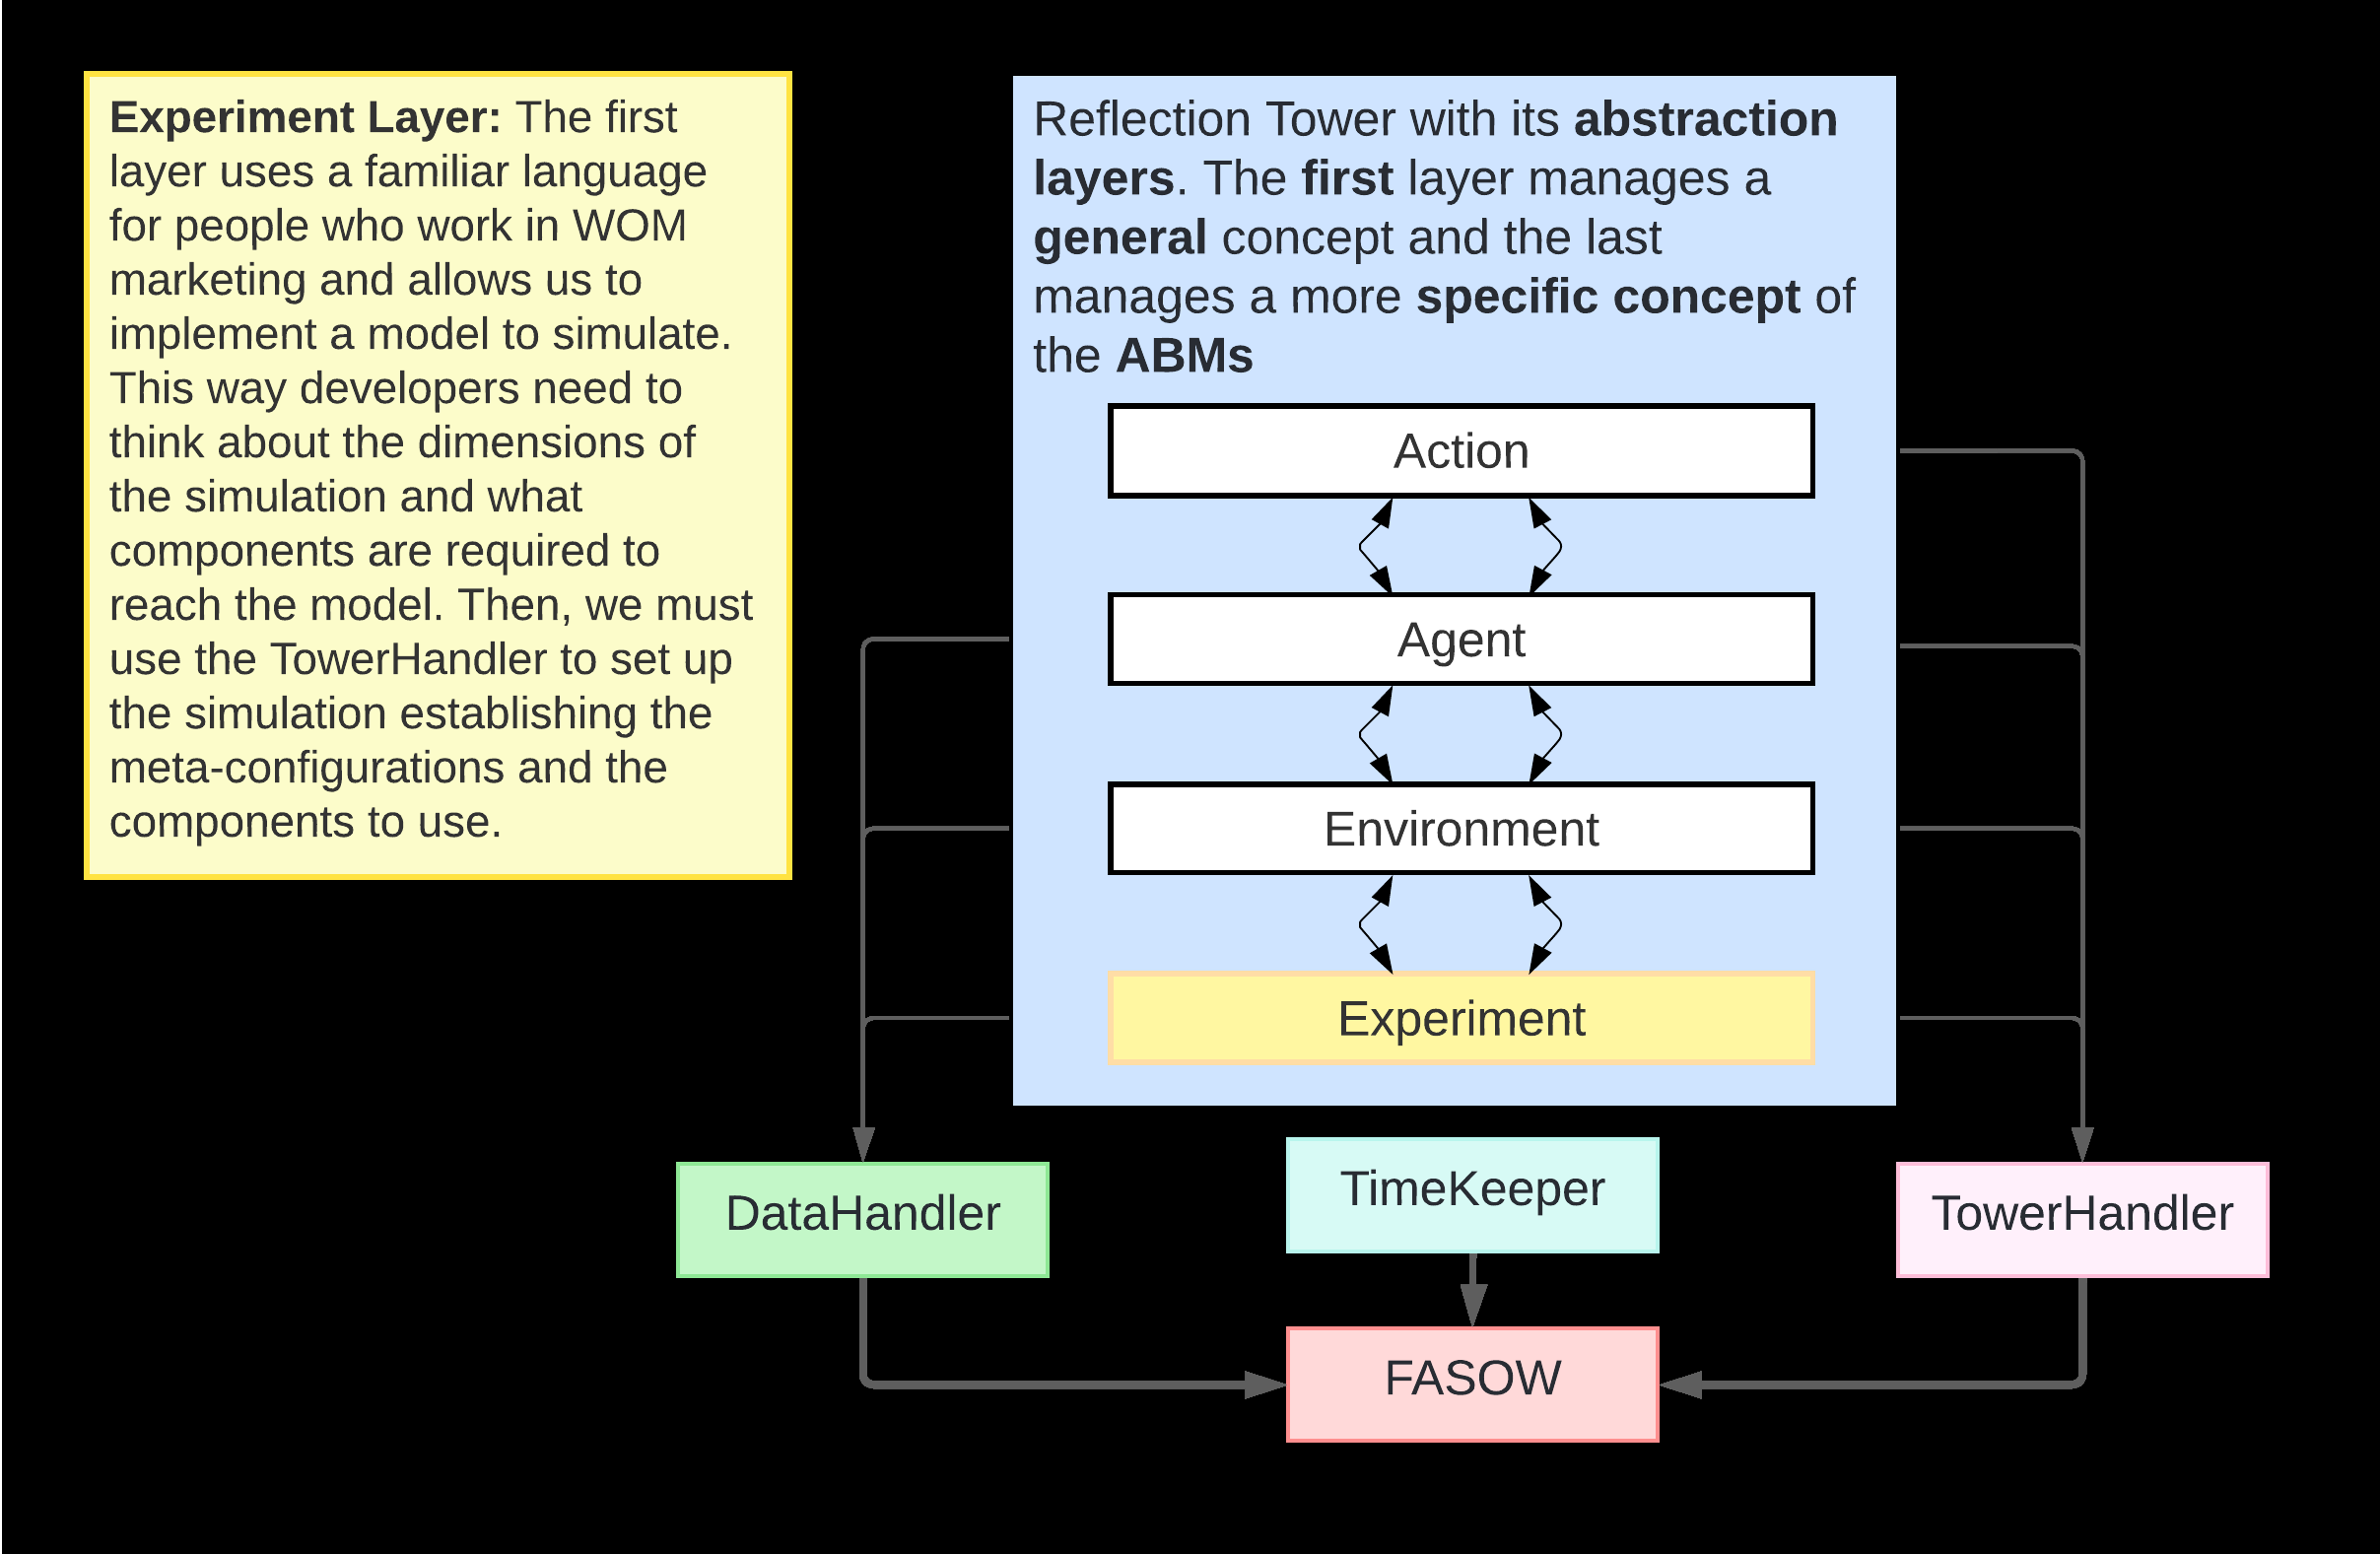 Experiment Layer: The first
layer uses a familiar language
for people who work in WOM
marketing and allows us to
implement a model to simulate.
This way developers need to
think about the dimensions of
the simulation and what
components are required to
reach the model. Then, we must
use the TowerHandler to set up
the simulation establishing the
meta-configurations and the
components to use.
Reflection Tower with its abstraction
layers. The first layer manages a
general concept and the last
manages a more specific concept of
the ABMs
Action
Agent
Environment
Experiment
DataHandler
TimeKeeper
TowerHandler
FASOW